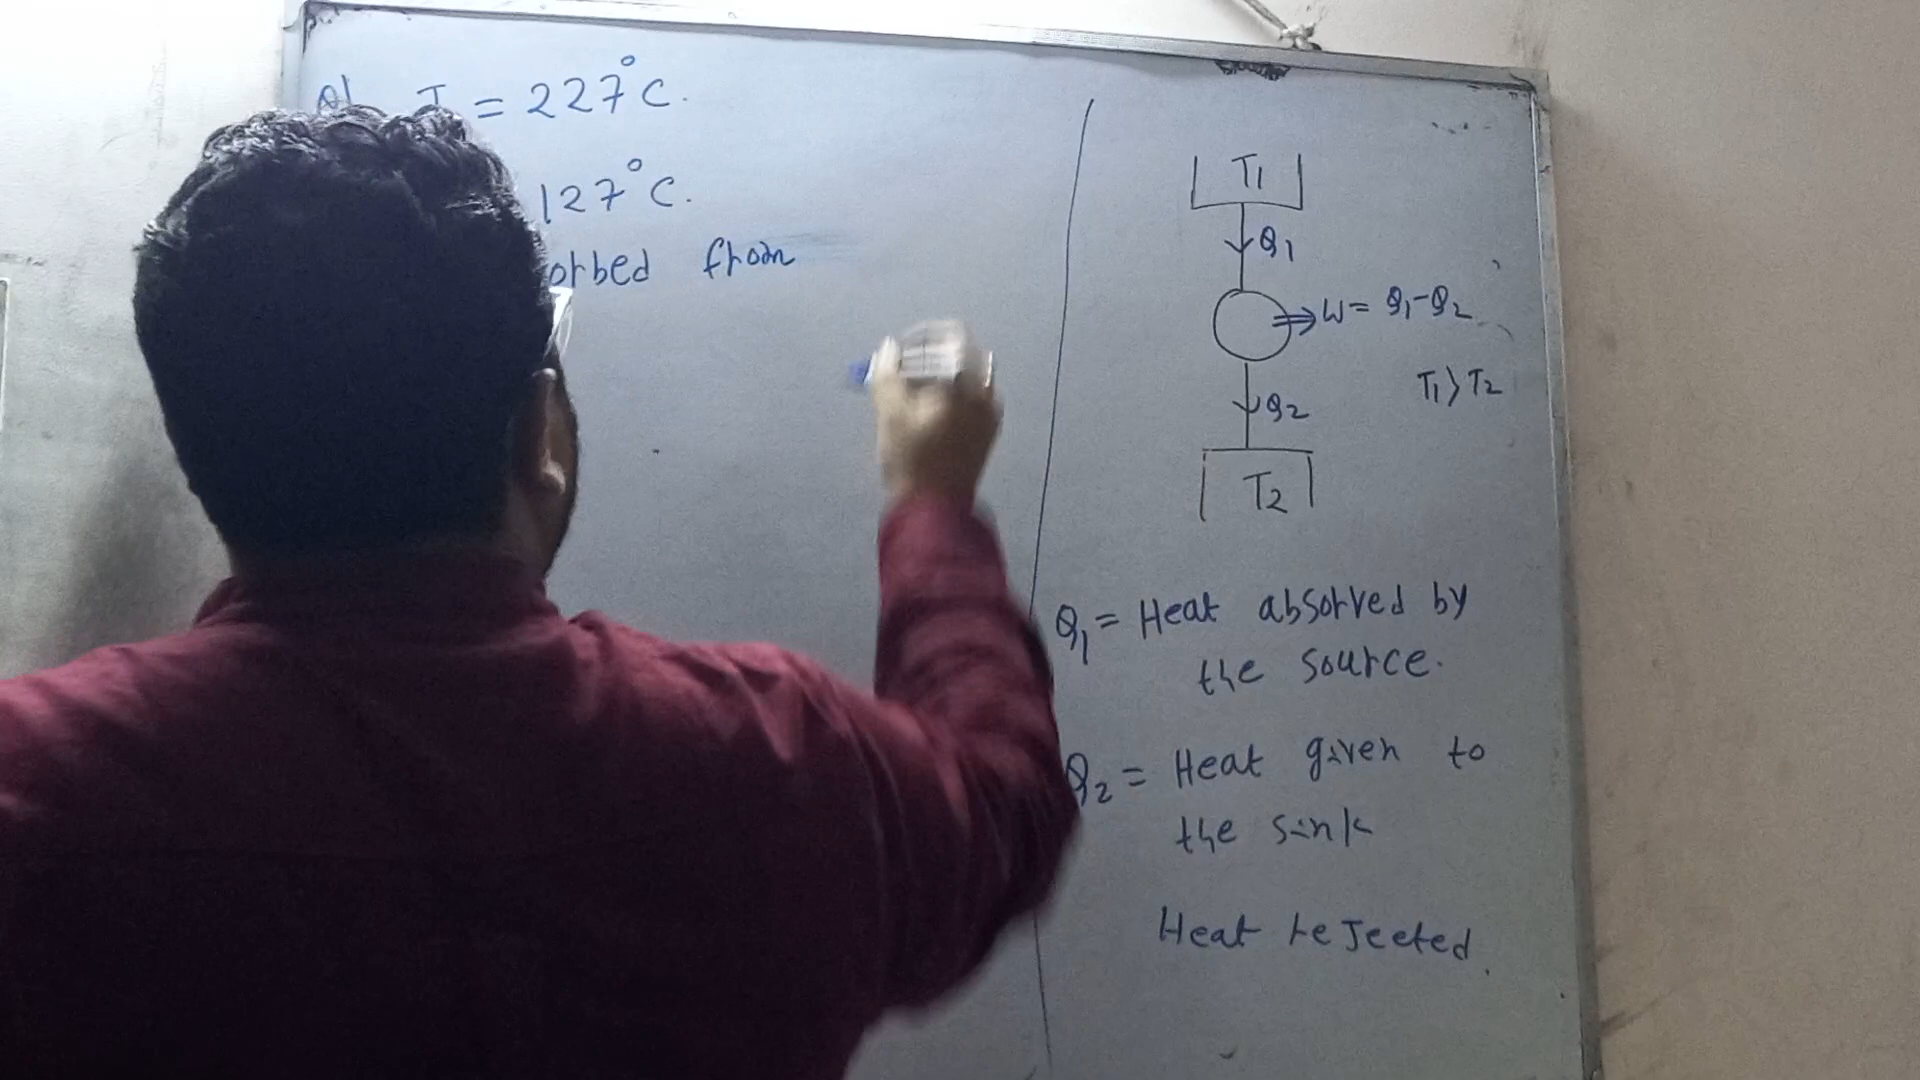 = 227°C.
127°C.
orbed from
T1
Q1
W = Q1-Q2
T1 > T2
Q2
T2
Q1 = Heat absorved by
the source.
Q2 = Heat given to
the sink
Heat rejected.